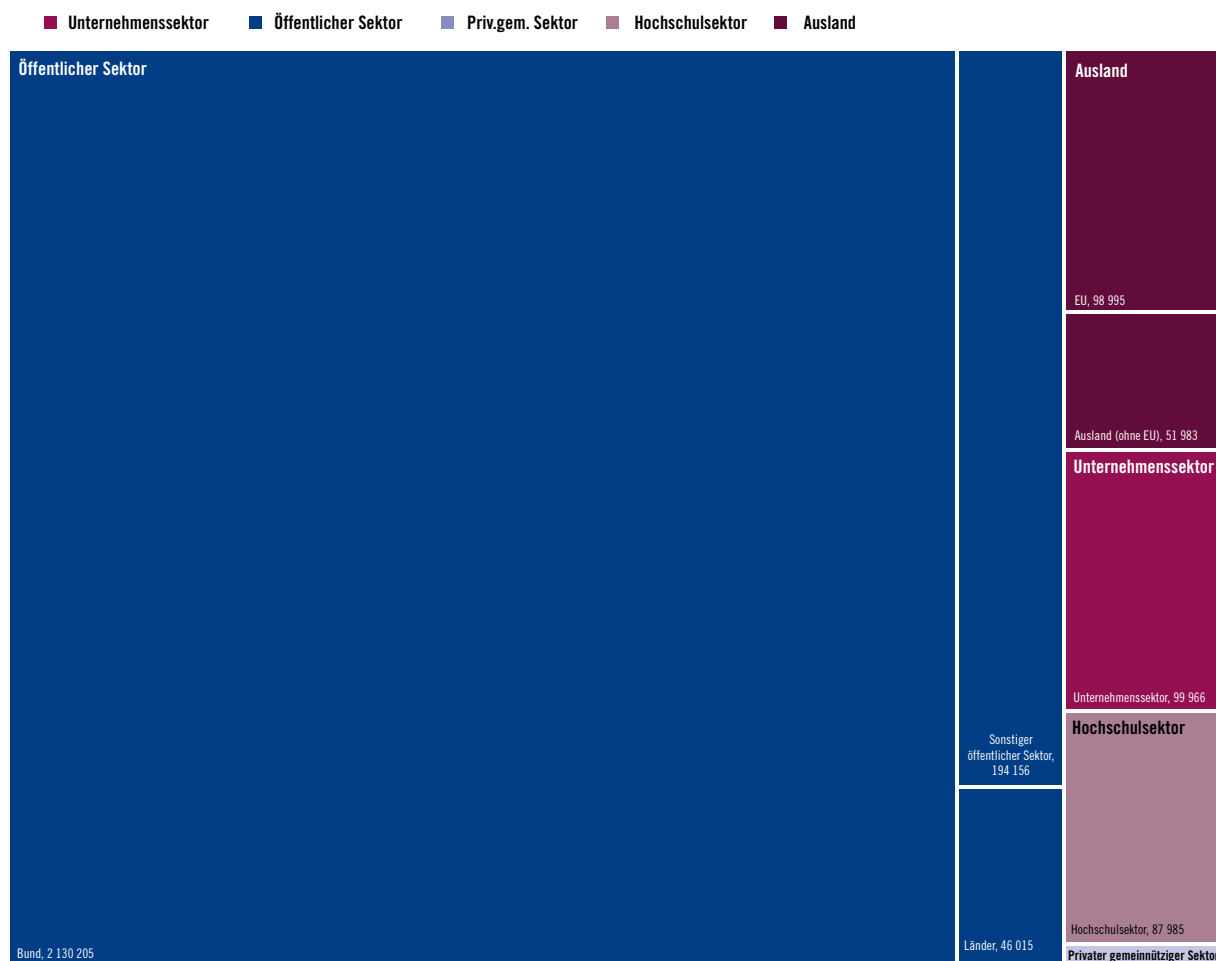 Unternehmenssektor
Öffentlicher Sektor
Priv.gem. Sektor
Hochschulsektor
Ausland
Öffentlicher Sektor
Bund, 2 130 205
Sonstiger
öffentlicher Sektor,
194 156
Länder, 46 015
Ausland
EU, 98 995
Ausland (ohne EU), 51 983
Unternehmenssektor
Unternehmenssektor, 99 966
Hochschulsektor
Hochschulsektor, 87 985
Privater gemeinnütziger Sektor